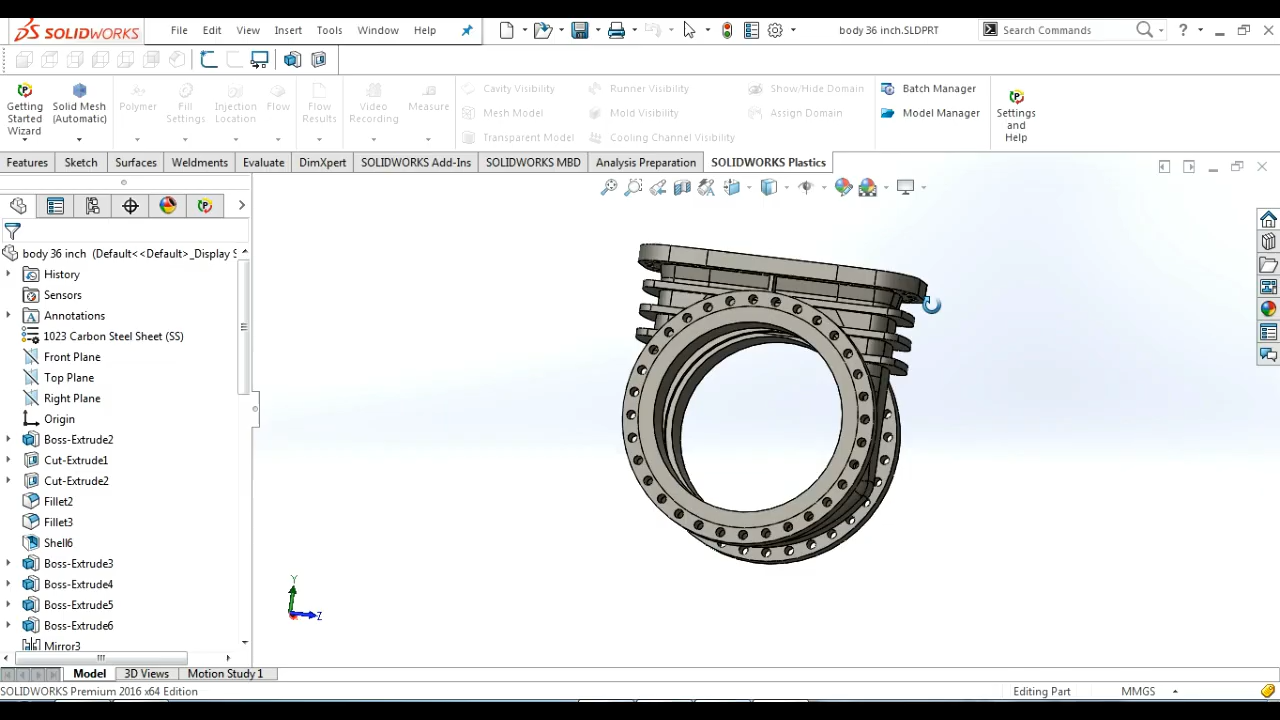 SOLIDWORKS File Edit View Insert Tools Window Help body 36 inch.SLDPRT Search Commands ?
Getting Started Wizard
Solid Mesh (Automatic)
Polymer
Fill Settings
Injection Location
Flow
Flow Results
Video Recording
Measure
Cavity Visibility Runner Visibility Show/Hide Domain
Mesh Model Mold Visibility Assign Domain
Transparent Model Cooling Channel Visibility
Batch Manager
Model Manager
Settings and Help
Features Sketch Surfaces Weldments Evaluate DimXpert SOLIDWORKS Add-Ins SOLIDWORKS MBD Analysis Preparation SOLIDWORKS Plastics
body 36 inch (Default<<Default>_Display S
History
Sensors
Annotations
1023 Carbon Steel Sheet (SS)
Front Plane
Top Plane
Right Plane
Origin
Boss-Extrude2
Cut-Extrude1
Cut-Extrude2
Fillet2
Fillet3
Shell6
Boss-Extrude3
Boss-Extrude4
Boss-Extrude5
Boss-Extrude6
Mirror3
Y
Z
Model 3D Views Motion Study 1
SOLIDWORKS Premium 2016 x64 Edition Editing Part MMGS